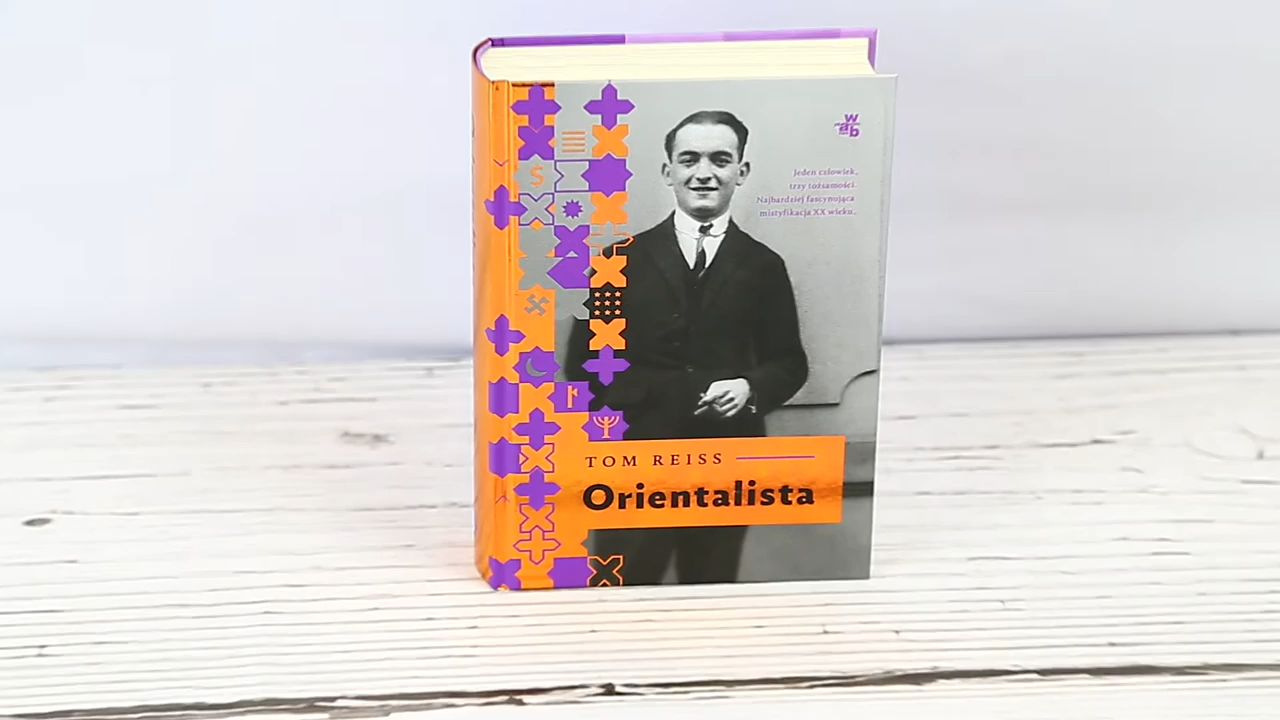 w
a
b
Jeden człowiek,
trzy tożsamości.
Najbardziej fascynująca
mistyfikacja XX wieku.
$
TOM REISS
Orientalista